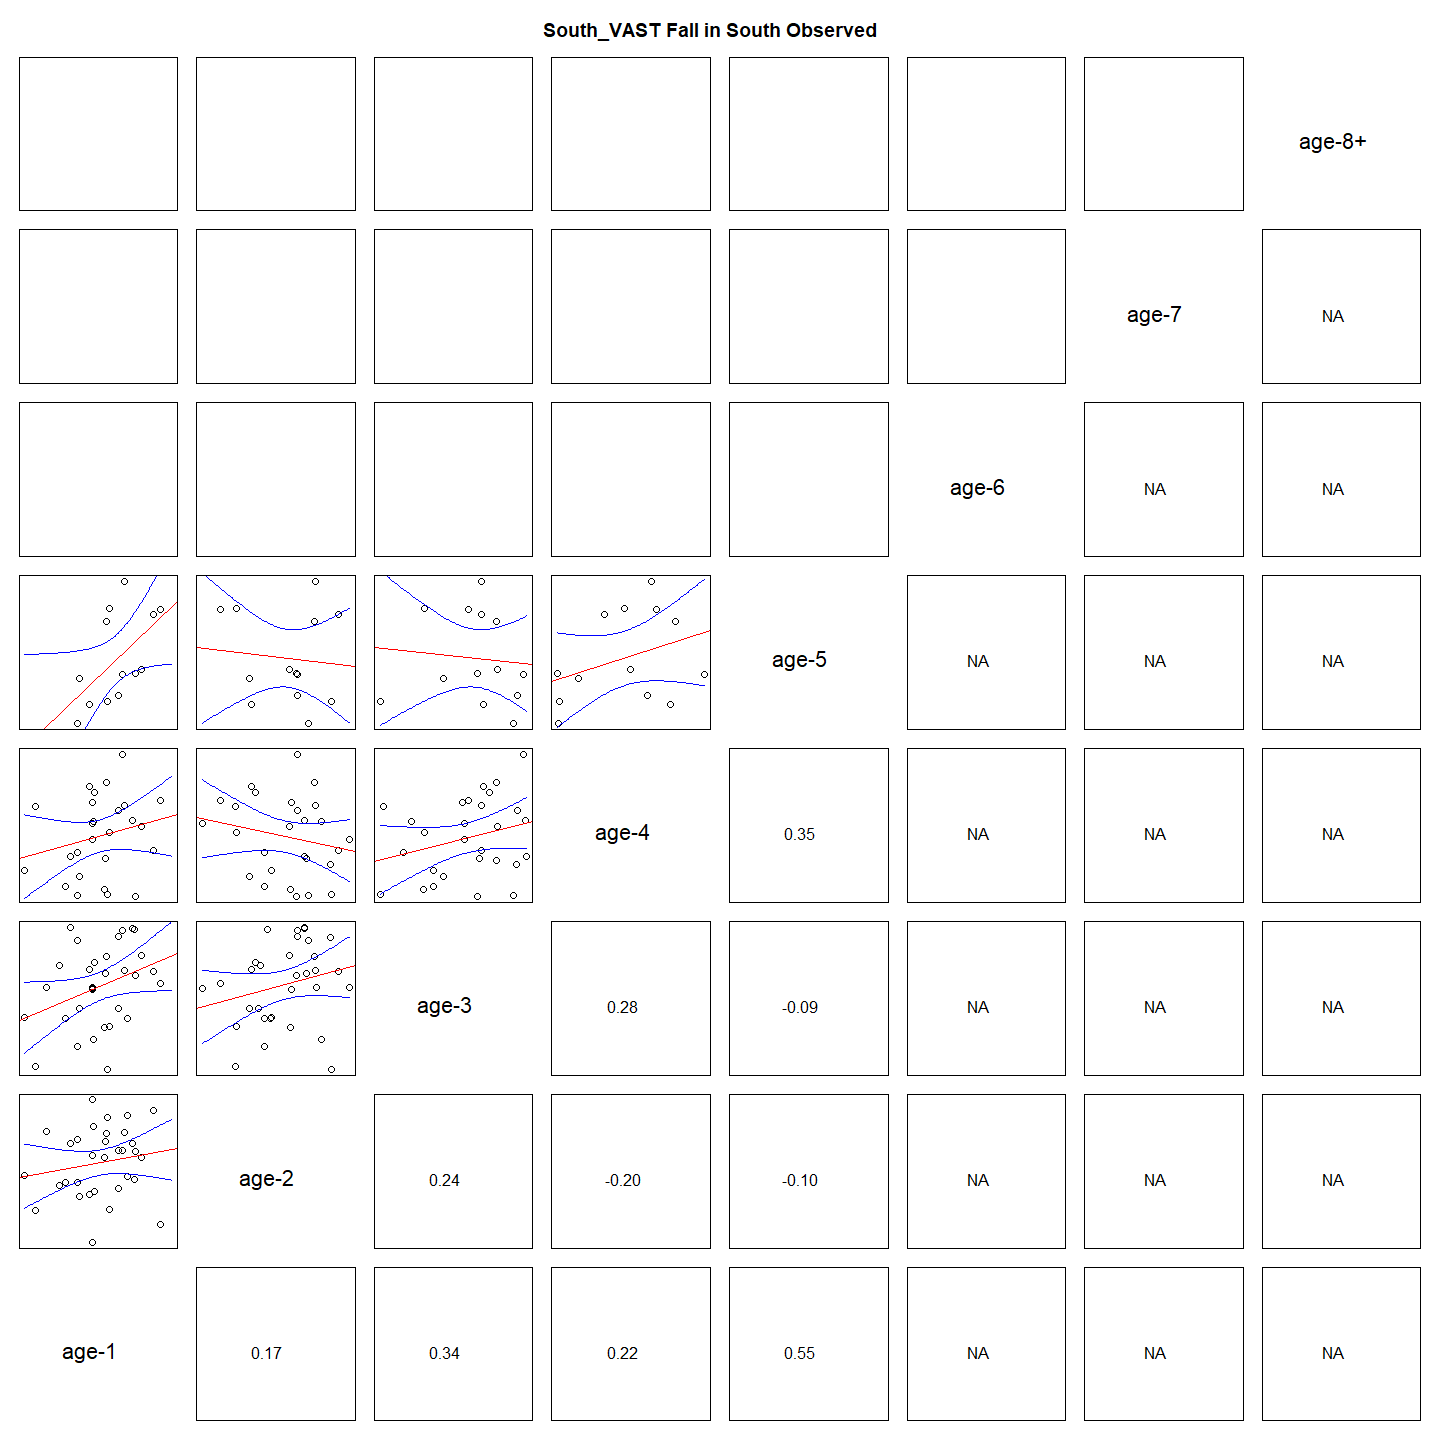 South_VAST Fall in South Observed
age-8+
age-7 NA
age-6 NA NA
age-5 NA NA NA
age-4 0.35 NA NA NA
age-3 0.28 -0.09 NA NA NA
age-2 0.24 -0.20 -0.10 NA NA NA
age-1 0.17 0.34 0.22 0.55 NA NA NA